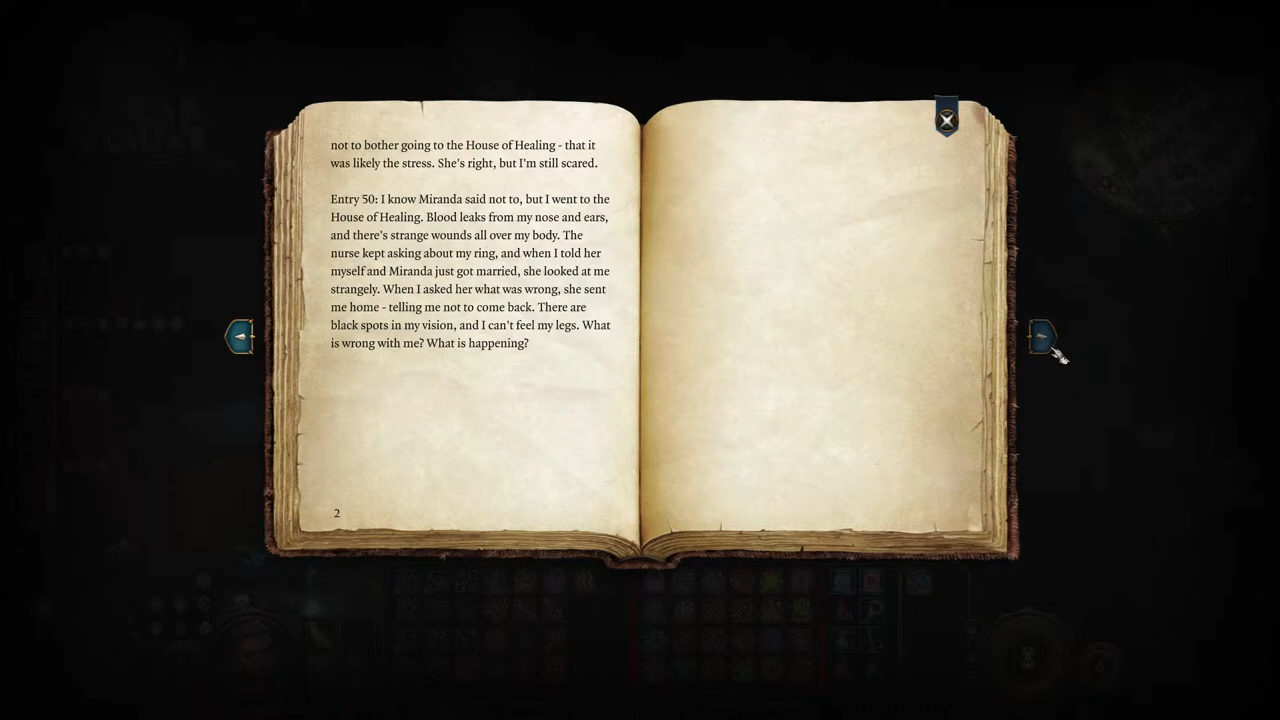 not to bother going to the House of Healing - that it
was likely the stress. She's right, but I'm still scared.
Entry 50: I know Miranda said not to, but I went to the
House of Healing. Blood leaks from my nose and ears,
and there's strange wounds all over my body. The
nurse kept asking about my ring, and when I told her
myself and Miranda just got married, she looked at me
strangely. When I asked her what was wrong, she sent
me home - telling me not to come back. There are
black spots in my vision, and I can't feel my legs. What
is wrong with me? What is happening?
2